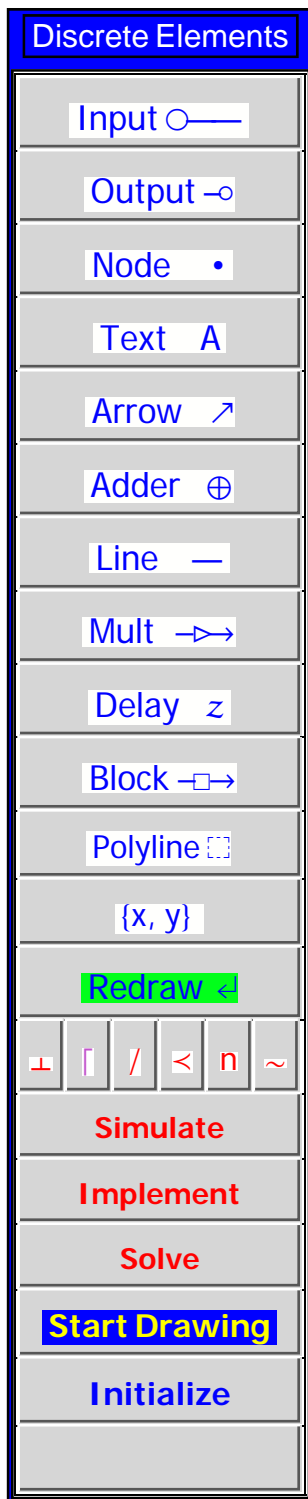 Discrete Elements
Input ○——
Output –○
Node •
Text A
Arrow ↗
Adder ⊕
Line —
Mult –▷→
Delay z
Block –□→
Polyline ⬚
{x, y}
Redraw ↵
⊥ ⌈ / ≺ n ~
Simulate
Implement
Solve
Start Drawing
Initialize